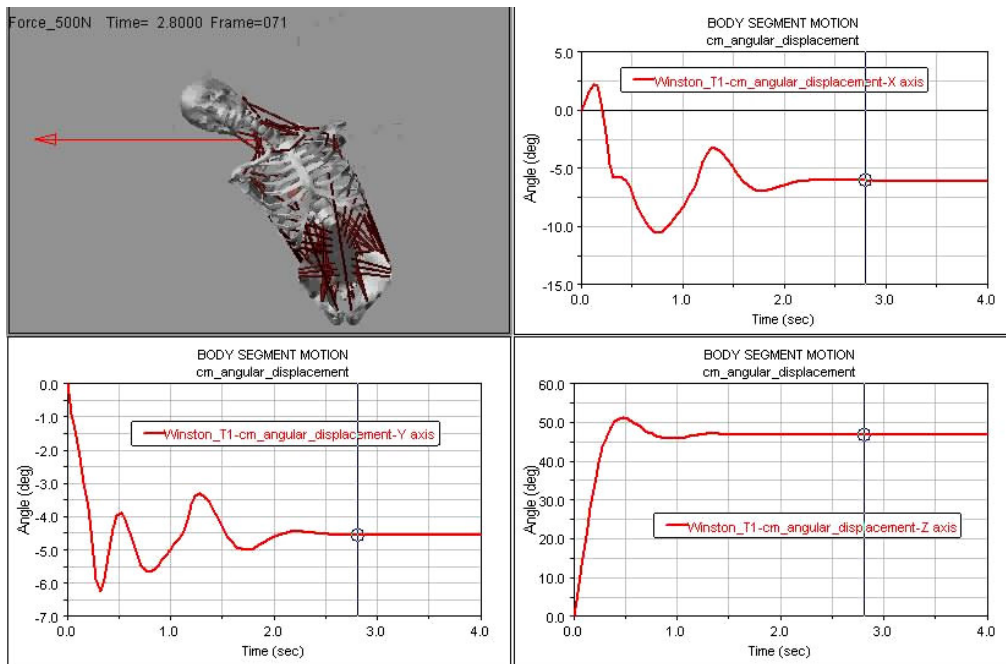 Force_500N Time= 2.8000 Frame=071
BODY SEGMENT MOTION
cm_angular_displacement
5.0
Winston_T1-cm_angular_displacement-X axis
0.0
-5.0
-10.0
-15.0
Angle (deg)
0.0 1.0 2.0 3.0 4.0
Time (sec)
BODY SEGMENT MOTION
cm_angular_displacement
0.0
-1.0
Winston_T1-cm_angular_displacement-Y axis
-2.0
-3.0
-4.0
-5.0
-6.0
-7.0
Angle (deg)
0.0 1.0 2.0 3.0 4.0
Time (sec)
BODY SEGMENT MOTION
cm_angular_displacement
60.0
50.0
40.0
30.0
Winston_T1-cm_angular_displacement-Z axis
20.0
10.0
0.0
Angle (deg)
0.0 1.0 2.0 3.0 4.0
Time (sec)